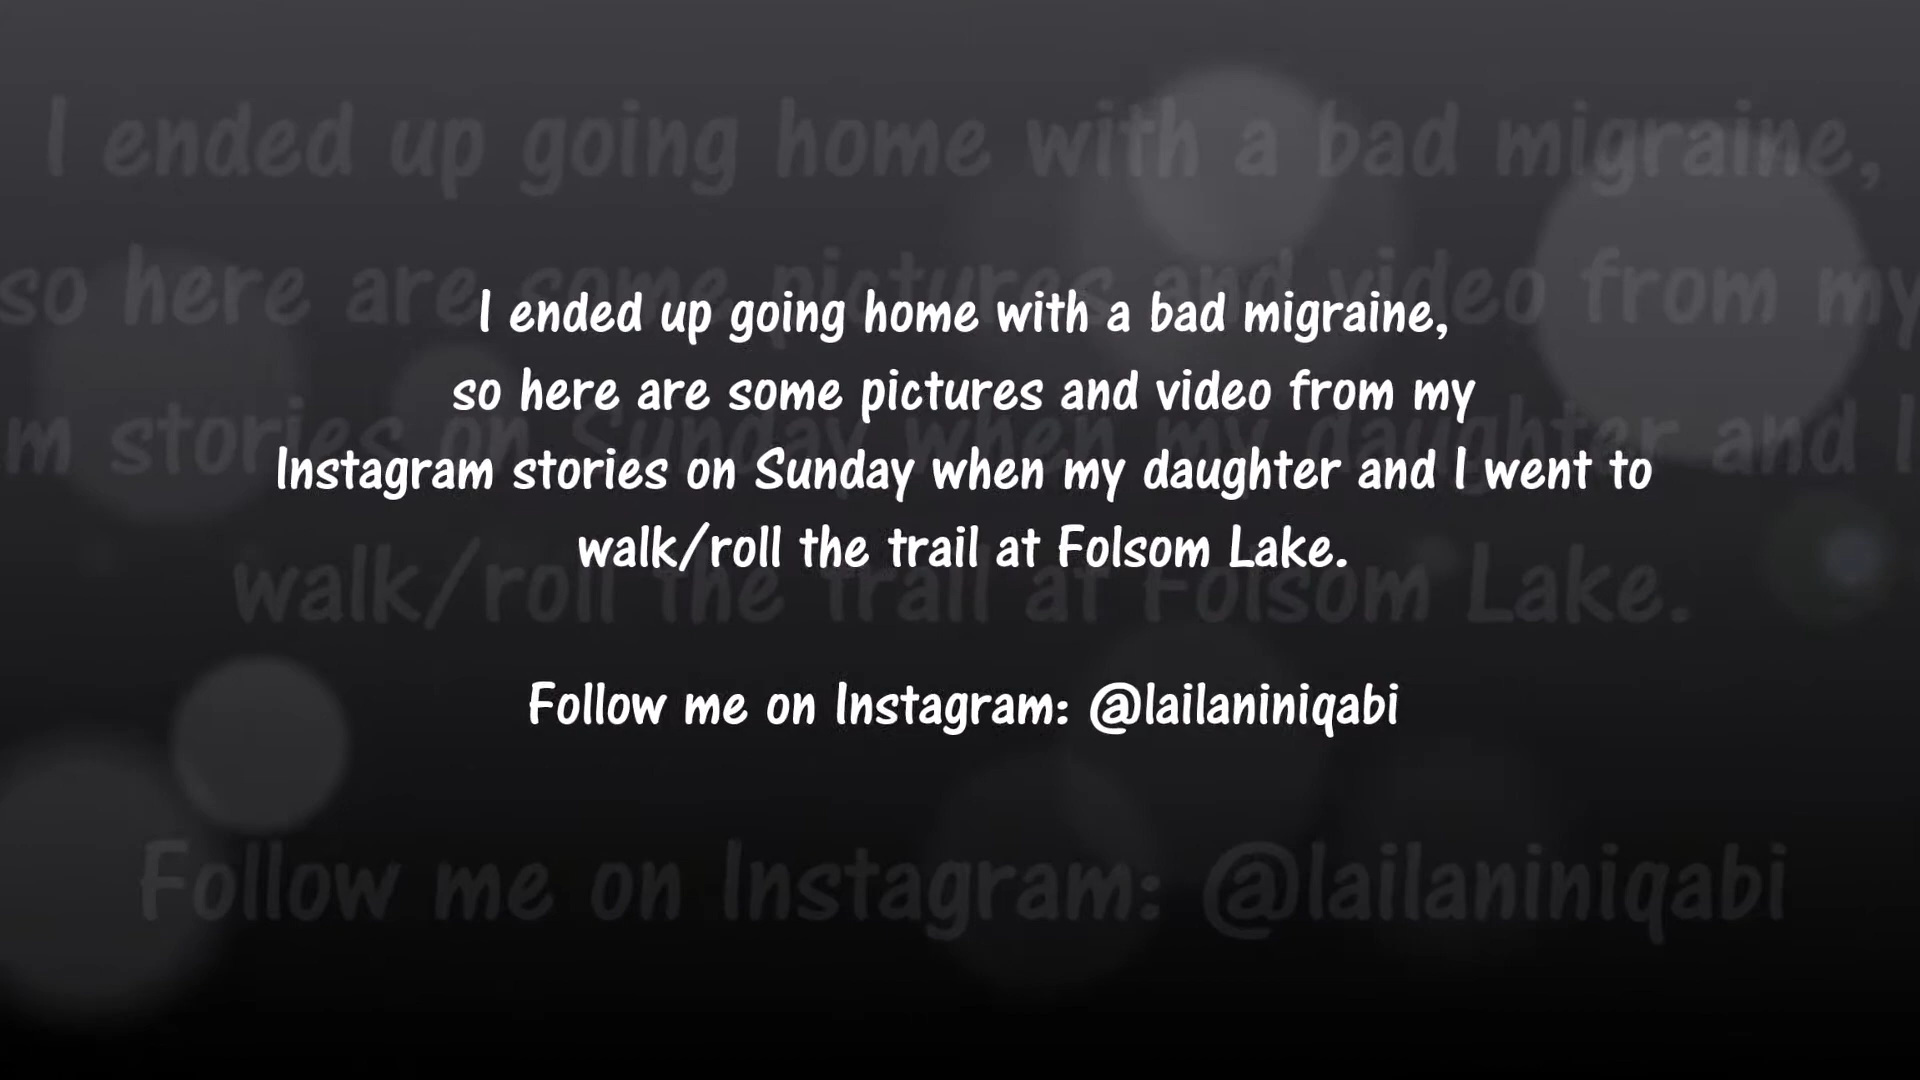 I ended up going home with a bad migraine,
so here are some pictures and video from my
Instagram stories on Sunday when my daughter and I went to
walk/roll the trail at Folsom Lake.
Follow me on Instagram: @lailaniniqabi